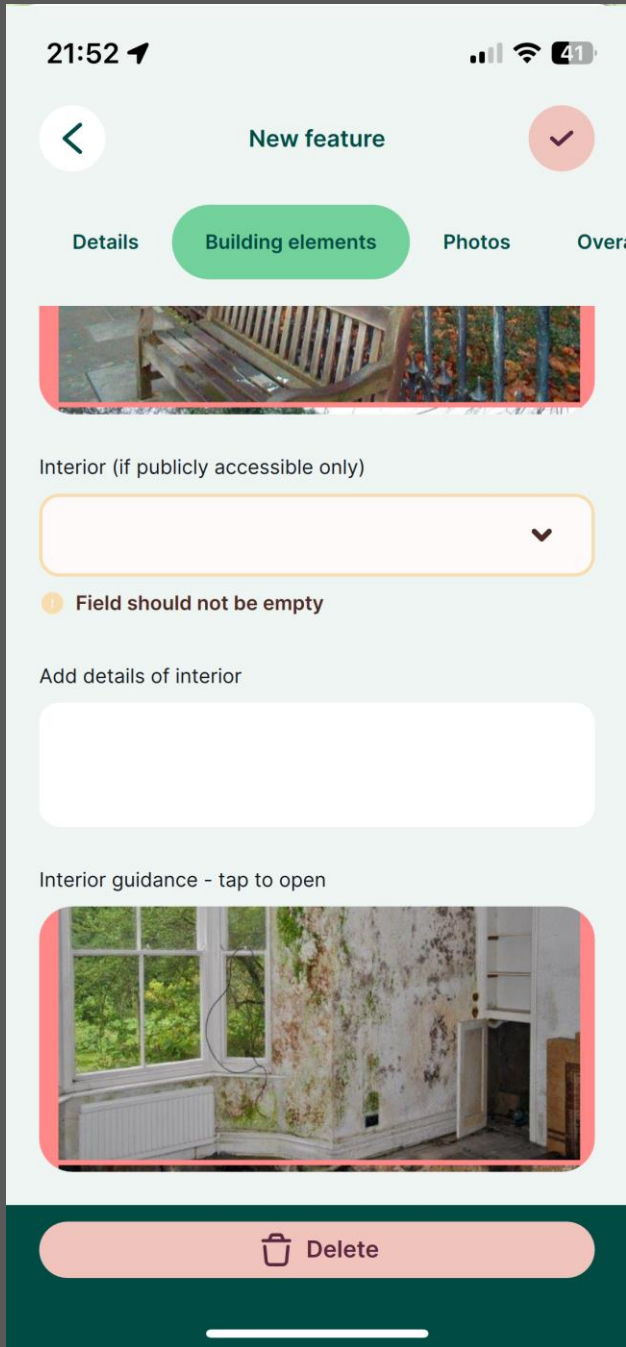 21:52
41
New feature
Details Building elements Photos Overa
Interior (if publicly accessible only)
Field should not be empty
Add details of interior
Interior guidance - tap to open
Delete